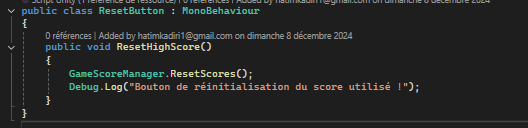 Script Unity (1 référence de ressource) | 0 références | Added by hatimkadiri1@gmail.com on dimanche 8 décembre 2024
public class ResetButton : MonoBehaviour
{
0 références | Added by hatimkadiri1@gmail.com on dimanche 8 décembre 2024
public void ResetHighScore()
{
GameScoreManager.ResetScores();
Debug.Log("Bouton de réinitialisation du score utilisé !");
}
}